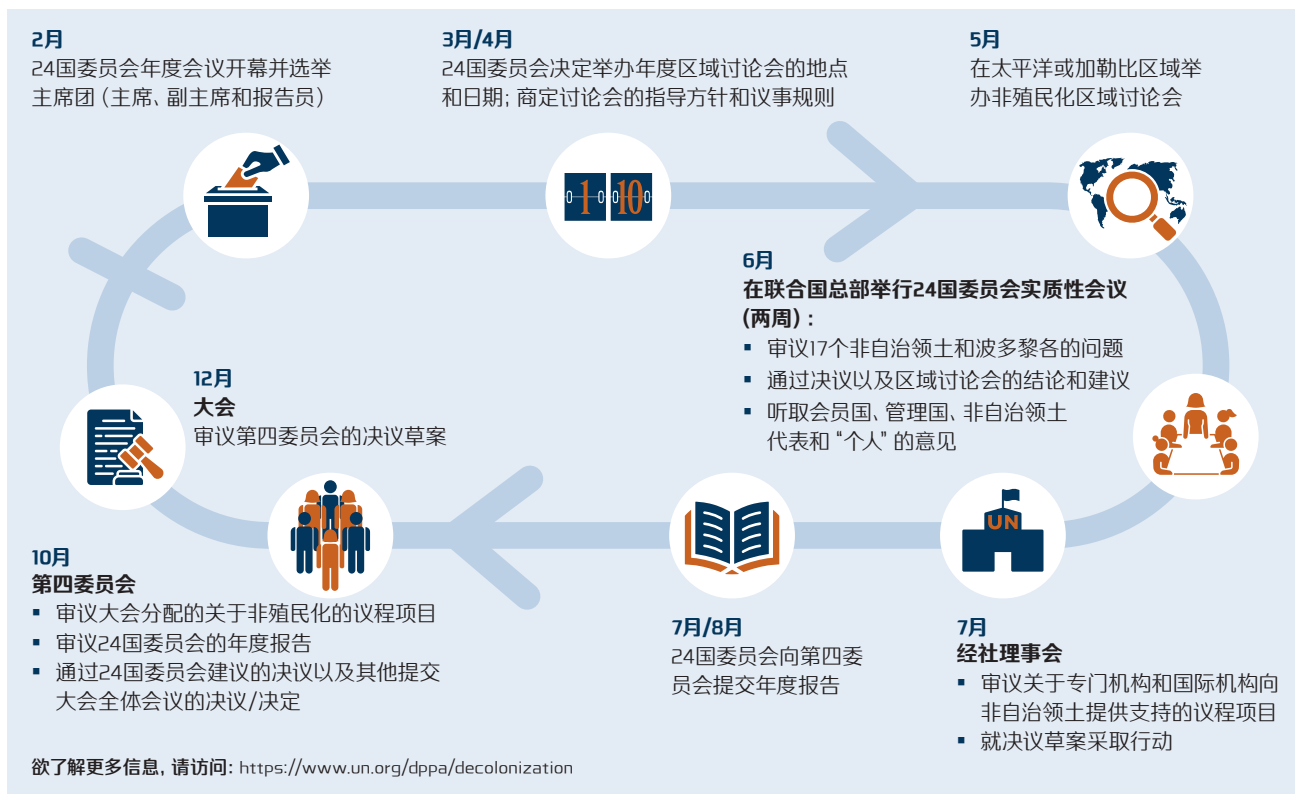 2月
24国委员会年度会议开幕并选举
主席团（主席、副主席和报告员）
3月/4月
24国委员会决定举办年度区域讨论会的地点
和日期；商定讨论会的指导方针和议事规则
5月
在太平洋或加勒比区域举
办非殖民化区域讨论会
1 10
6月
在联合国总部举行24国委员会实质性会议
（两周）：
▪ 审议17个非自治领土和波多黎各的问题
▪ 通过决议以及区域讨论会的结论和建议
▪ 听取会员国、管理国、非自治领土
代表和“个人”的意见
UN
7月
经社理事会
▪ 审议关于专门机构和国际机构向
非自治领土提供支持的议程项目
▪ 就决议草案采取行动
7月/8月
24国委员会向第四委
员会提交年度报告
10月
第四委员会
▪ 审议大会分配的关于非殖民化的议程项目
▪ 审议24国委员会的年度报告
▪ 通过24国委员会建议的决议以及其他提交
大会全体会议的决议/决定
12月
大会
审议第四委员会的决议草案
欲了解更多信息，请访问：https://www.un.org/dppa/decolonization